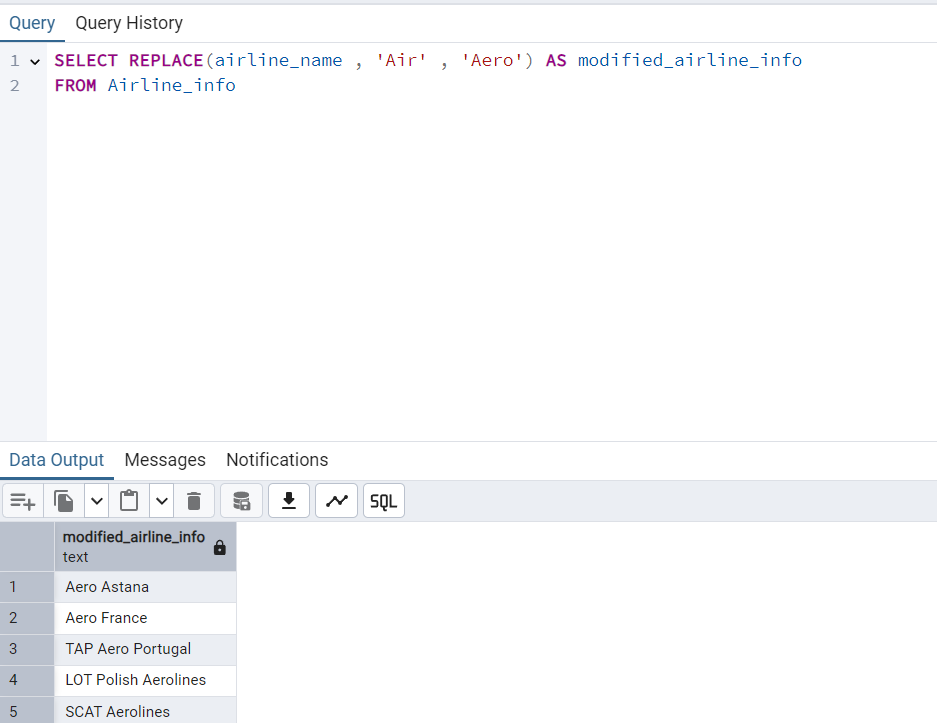 Query Query History
1 SELECT REPLACE(airline_name , 'Air' , 'Aero') AS modified_airline_info
2 FROM Airline_info
Data Output Messages Notifications
SQL
modified_airline_info
text
1 Aero Astana
2 Aero France
3 TAP Aero Portugal
4 LOT Polish Aerolines
5 SCAT Aerolines